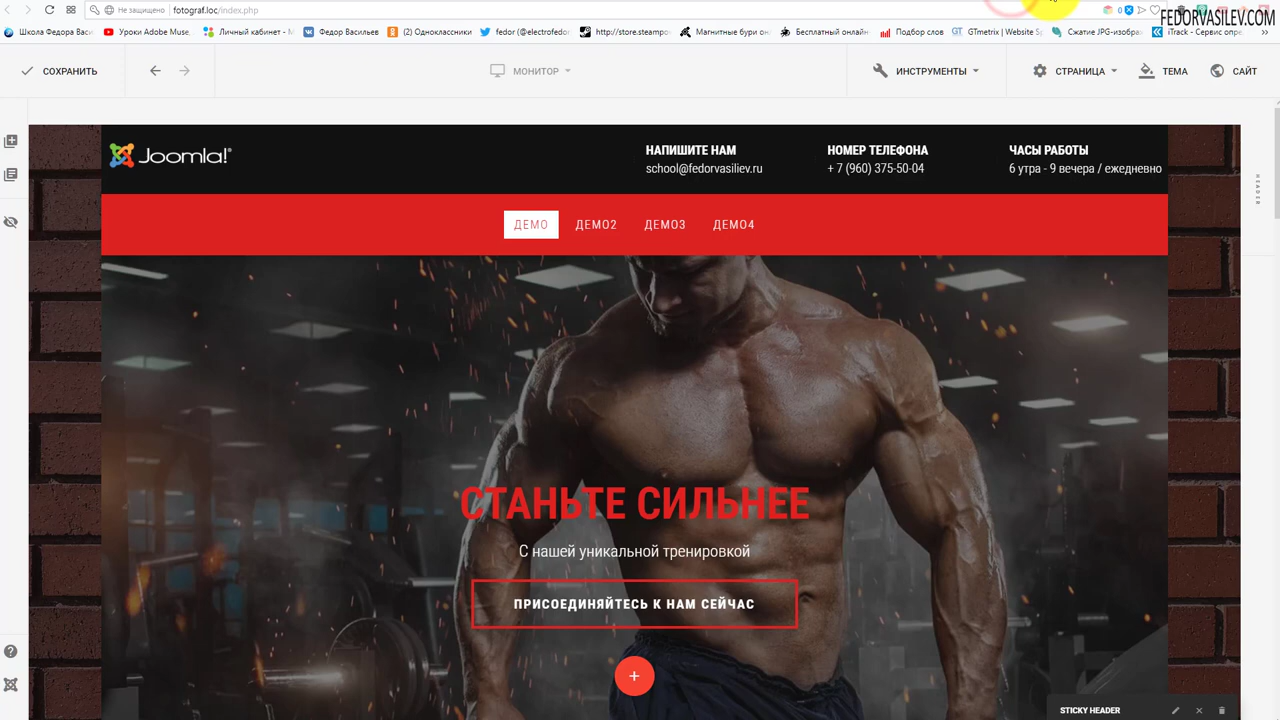 Не защищено fotograf.loc/index.php
0
FEDORVASILEV.COM
Школа Федора Васи
Уроки Adobe Muse,
Личный кабинет - М
Федор Васильев
(2) Одноклассники
fedor (@electrofedor
http://store.steampo
Магнитные бури он
Бесплатный онлайн
Подбор слов
GTmetrix | Website Sp
Сжатие JPG-изобра
iTrack - Сервис опре
СОХРАНИТЬ
МОНИТОР
ИНСТРУМЕНТЫ
СТРАНИЦА
ТЕМА
САЙТ
Joomla!
НАПИШИТЕ НАМ
school@fedorvasiliev.ru
НОМЕР ТЕЛЕФОНА
+ 7 (960) 375-50-04
ЧАСЫ РАБОТЫ
6 утра - 9 вечера / ежедневно
HEADER
ДЕМО
ДЕМО2
ДЕМО3
ДЕМО4
СТАНЬТЕ СИЛЬНЕЕ
С нашей уникальной тренировкой
ПРИСОЕДИНЯЙТЕСЬ К НАМ СЕЙЧАС
+
STICKY HEADER